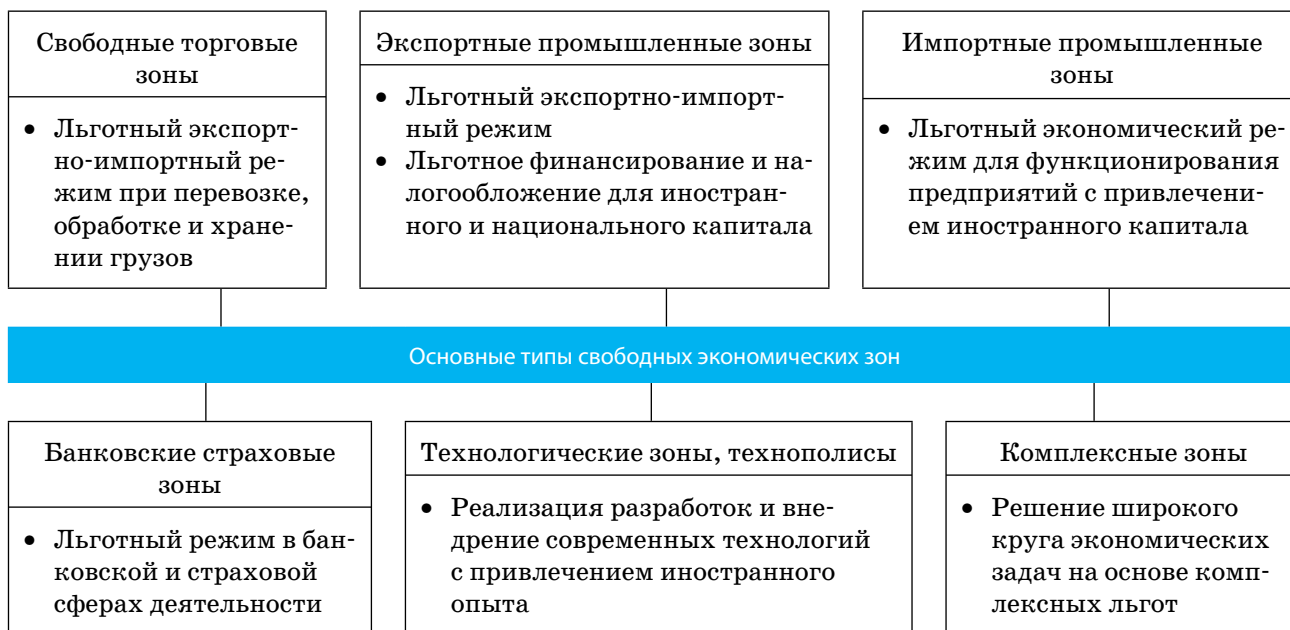 Свободные торговые
зоны
• Льготный экспорт-
но-импортный ре-
жим при перевозке,
обработке и хране-
нии грузов
Экспортные промышленные зоны
• Льготный экспортно-импорт-
ный режим
• Льготное финансирование и на-
логообложение для иностран-
ного и национального капитала
Импортные промышленные
зоны
• Льготный экономический ре-
жим для функционирования
предприятий с привлечени-
ем иностранного капитала
Основные типы свободных экономических зон
Банковские страховые
зоны
• Льготный режим в бан-
ковской и страховой
сферах деятельности
Технологические зоны, технополисы
• Реализация разработок и вне-
дрение современных технологий
с привлечением иностранного
опыта
Комплексные зоны
• Решение широкого
круга экономических
задач на основе комп-
лексных льгот